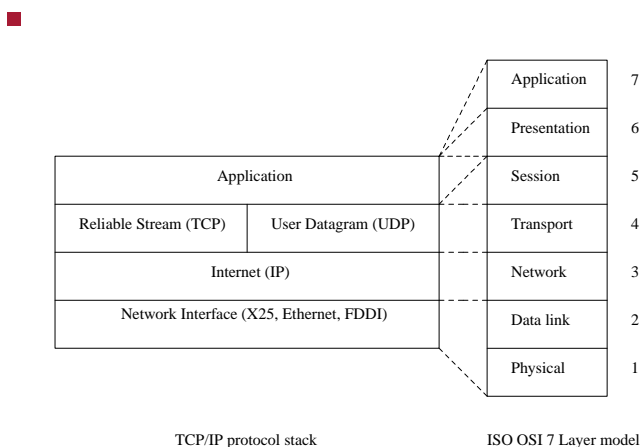 Application 7
Presentation 6
Application Session 5
Reliable Stream (TCP) User Datagram (UDP) Transport 4
Internet (IP) Network 3
Network Interface (X25, Ethernet, FDDI) Data link 2
Physical 1
TCP/IP protocol stack ISO OSI 7 Layer model